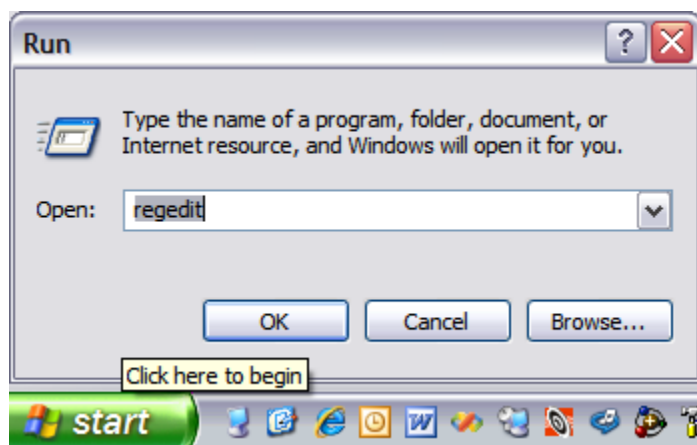 Run
Type the name of a program, folder, document, or
Internet resource, and Windows will open it for you.
Open: regedit
OK Cancel Browse...
Click here to begin
start